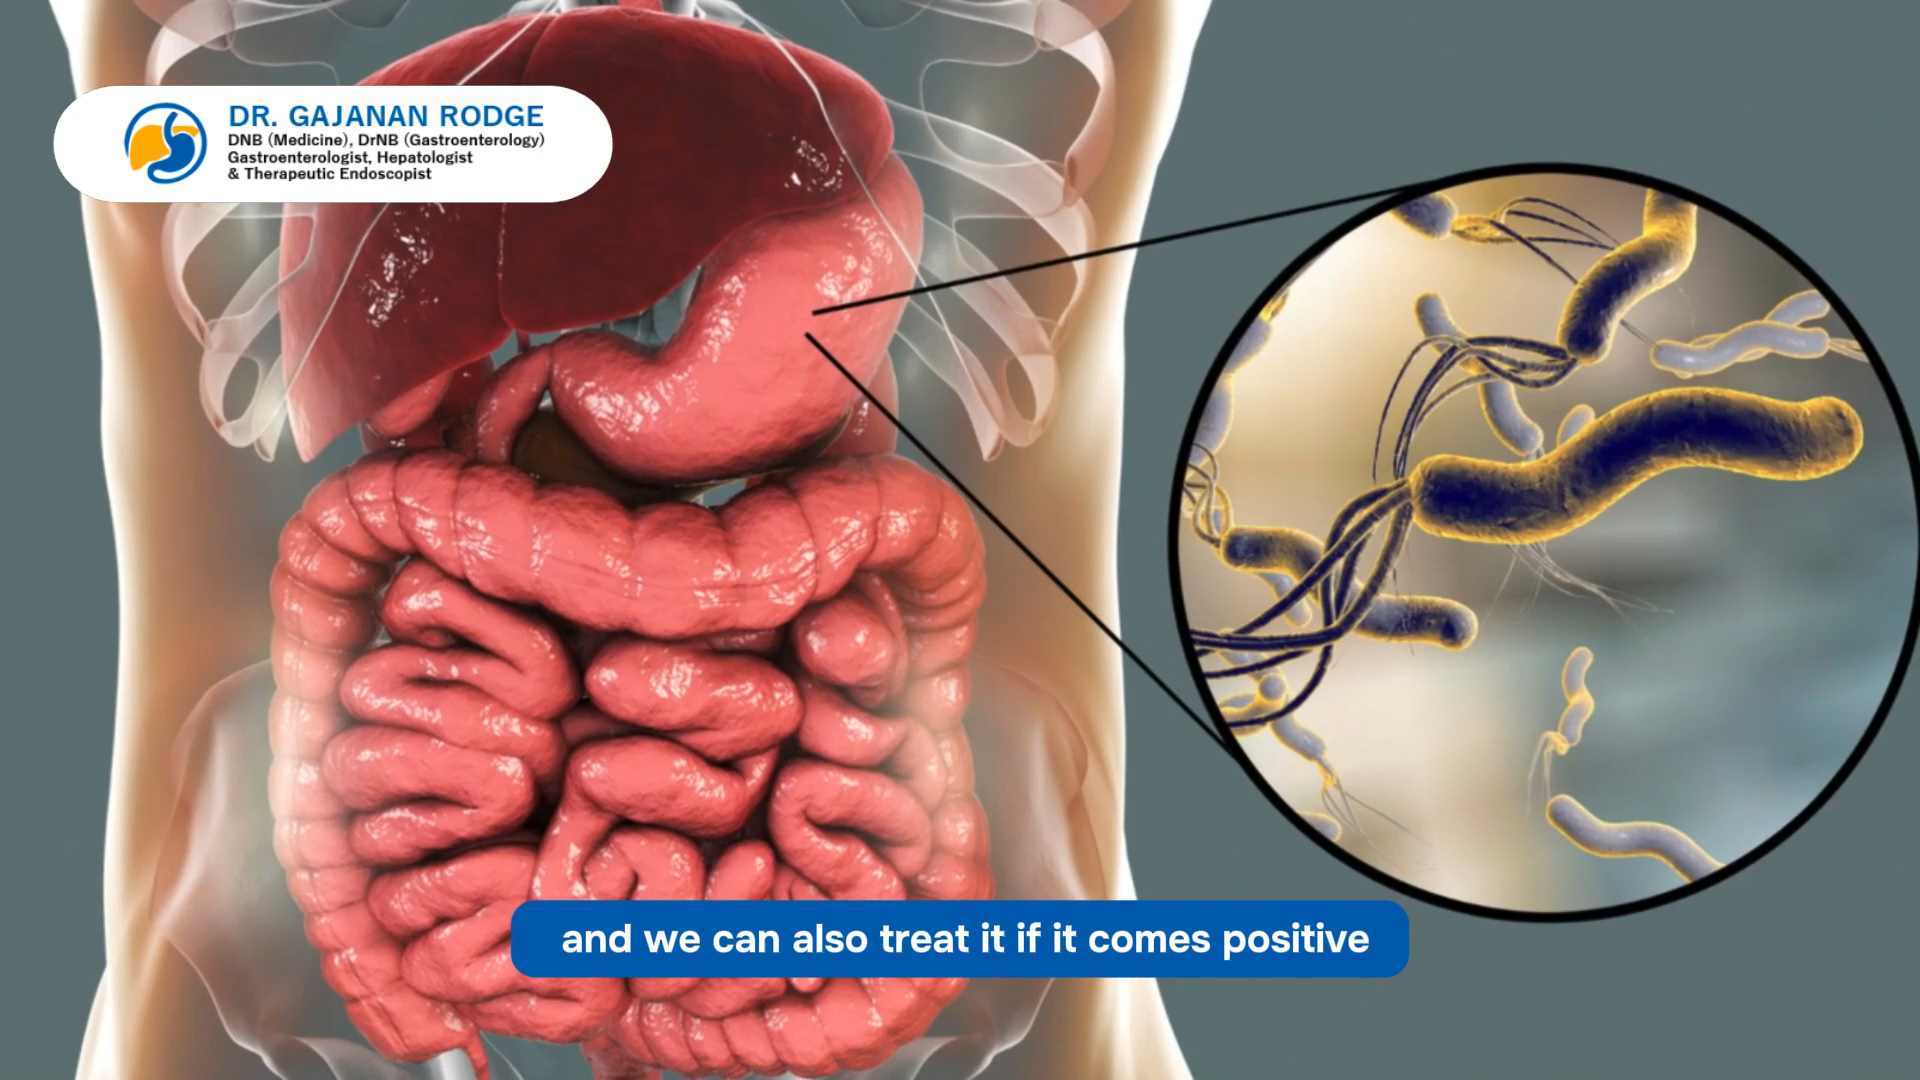 DR. GAJANAN RODGE
DNB (Medicine), DrNB (Gastroenterology)
Gastroenterologist, Hepatologist
& Therapeutic Endoscopist
and we can also treat it if it comes positive